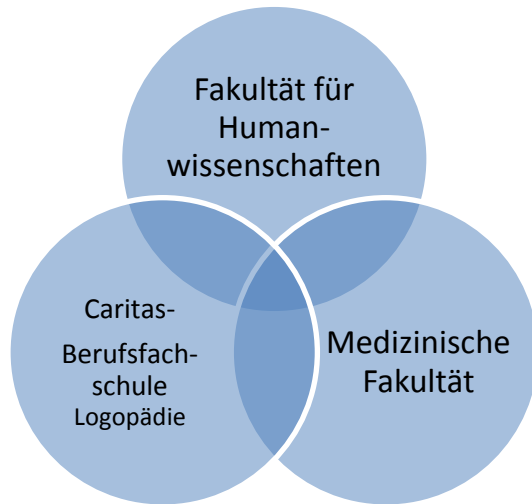 Fakultät für
Human-
wissenschaften
Caritas-
Berufsfach-
schule
Logopädie
Medizinische
Fakultät